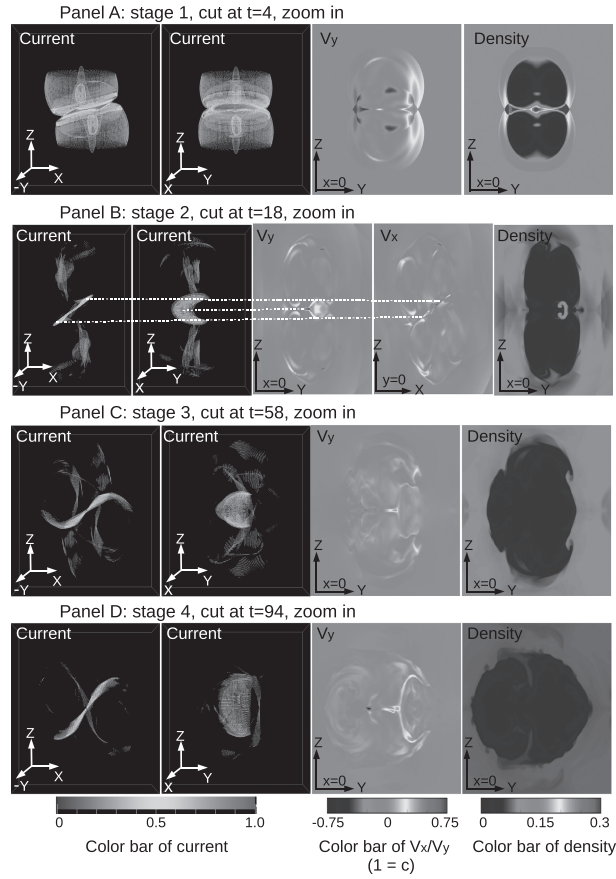 Panel A: stage 1, cut at t=4, zoom in
Current
Current
Vy
Density
Z
X
-Y
Z
Y
X
Z
x=0
Y
Z
x=0
Y
Panel B: stage 2, cut at t=18, zoom in
Current
Current
Vy
Vx
Density
Z
X
-Y
Z
Y
X
Z
x=0
Y
Z
y=0
X
Z
x=0
Y
Panel C: stage 3, cut at t=58, zoom in
Current
Current
Vy
Density
Z
X
-Y
Z
Y
X
Z
x=0
Y
Z
x=0
Y
Panel D: stage 4, cut at t=94, zoom in
Current
Current
Vy
Density
Z
X
-Y
Z
Y
X
Z
x=0
Y
Z
x=0
Y
0 0.5 1.0
-0.75 0 0.75
0 0.15 0.3
Color bar of current
Color bar of Vx/Vy
(1 = c)
Color bar of density